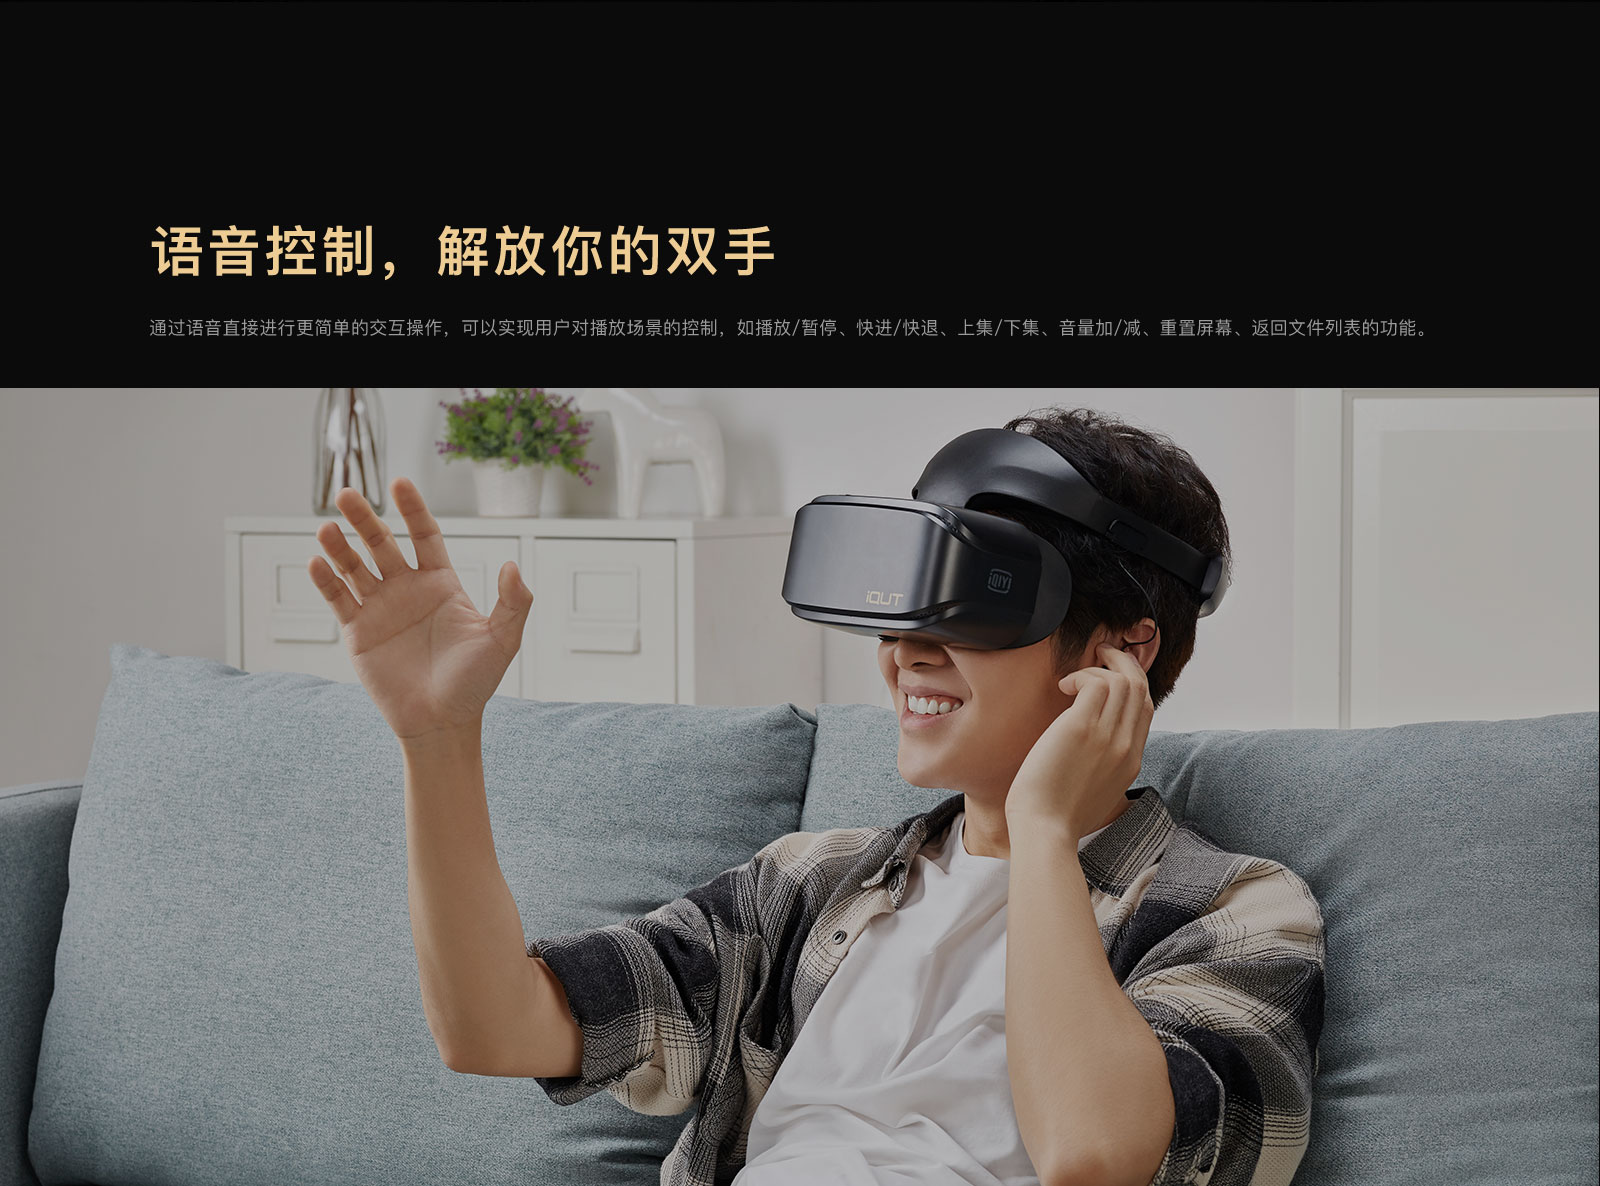 语音控制，解放你的双手
通过语音直接进行更简单的交互操作，可以实现用户对播放场景的控制，如播放/暂停、快进/快退、上集/下集、音量加/减、重置屏幕、返回文件列表的功能。
iQIYI
iQUT